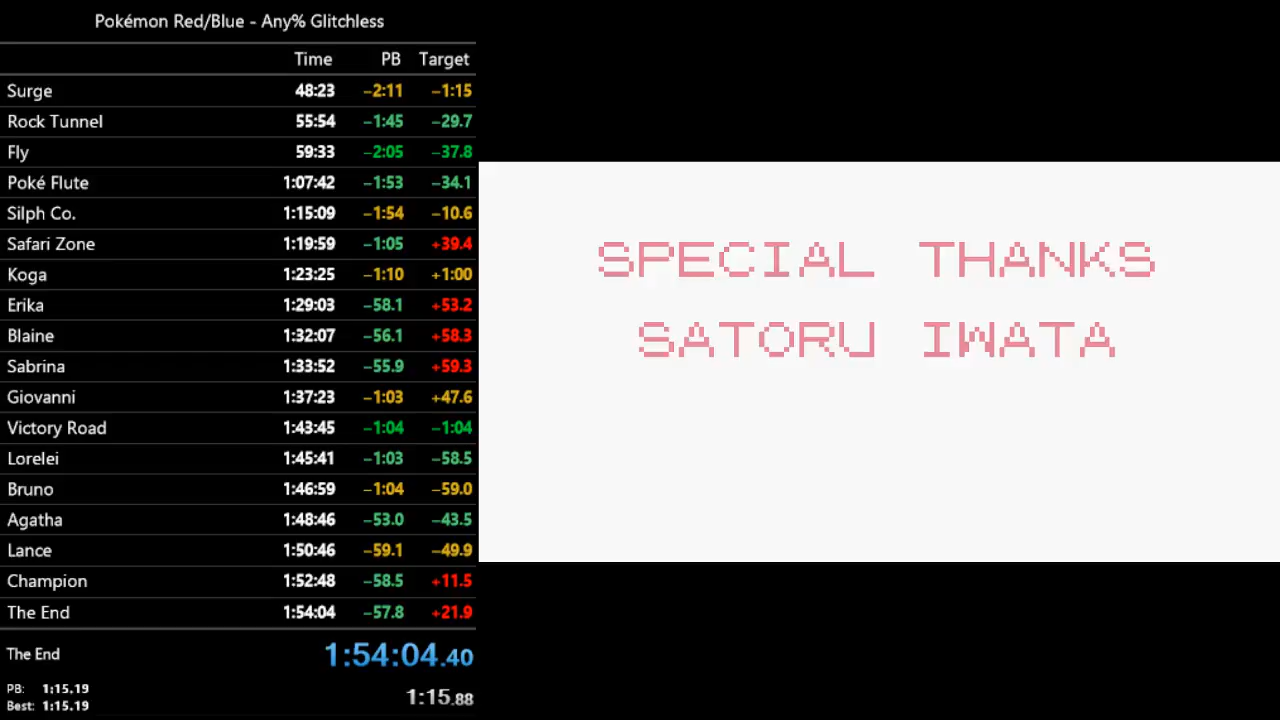 Pokémon Red/Blue - Any% Glitchless
Time PB Target
Surge 48:23 −2:11 −1:15
Rock Tunnel 55:54 −1:45 −29.7
Fly 59:33 −2:05 −37.8
Poké Flute 1:07:42 −1:53 −34.1
Silph Co. 1:15:09 −1:54 −10.6
Safari Zone 1:19:59 −1:05 +39.4
Koga 1:23:25 −1:10 +1:00
Erika 1:29:03 −58.1 +53.2
Blaine 1:32:07 −56.1 +58.3
Sabrina 1:33:52 −55.9 +59.3
Giovanni 1:37:23 −1:03 +47.6
Victory Road 1:43:45 −1:04 −1:04
Lorelei 1:45:41 −1:03 −58.5
Bruno 1:46:59 −1:04 −59.0
Agatha 1:48:46 −53.0 −43.5
Lance 1:50:46 −59.1 −49.9
Champion 1:52:48 −58.5 +11.5
The End 1:54:04 −57.8 +21.9
The End 1:54:04.40
PB: 1:15.19
Best: 1:15.19
1:15.88
SPECIAL THANKS
SATORU IWATA